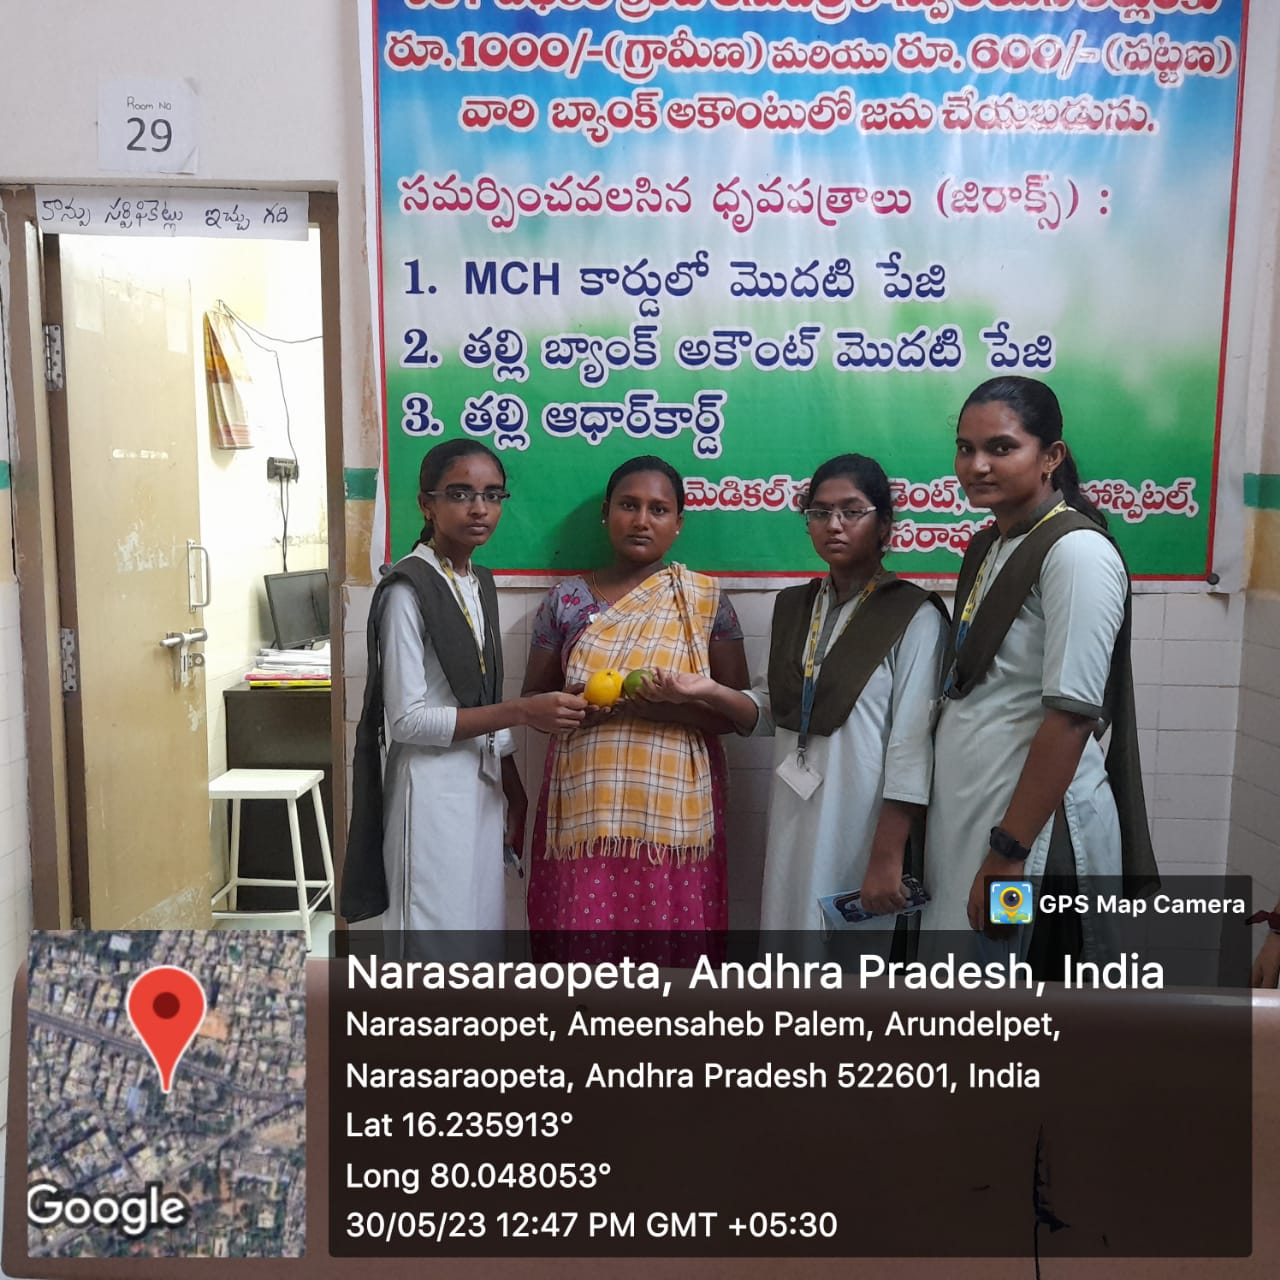 రూ.1000/-(గ్రామీణ) మరియు రూ.600/-(పట్టణ)
వారి బ్యాంక్ అకౌంటులో జమ చేయబడును.
సమర్పించవలసిన ధృవపత్రాలు (జిరాక్స్) :
1. MCH కార్డులో మొదటి పేజి
2. తల్లి బ్యాంక్ అకౌంట్ మొదటి పేజి
3. తల్లి ఆధార్‌కార్డ్
మెడికల్
హాస్పిటల్,
Room No
29
కాన్పు సర్టిఫికెట్లు ఇచ్చు గది
GPS Map Camera
Narasaraopeta, Andhra Pradesh, India
Narasaraopet, Ameensaheb Palem, Arundelpet,
Narasaraopeta, Andhra Pradesh 522601, India
Lat 16.235913°
Long 80.048053°
30/05/23 12:47 PM GMT +05:30
Google